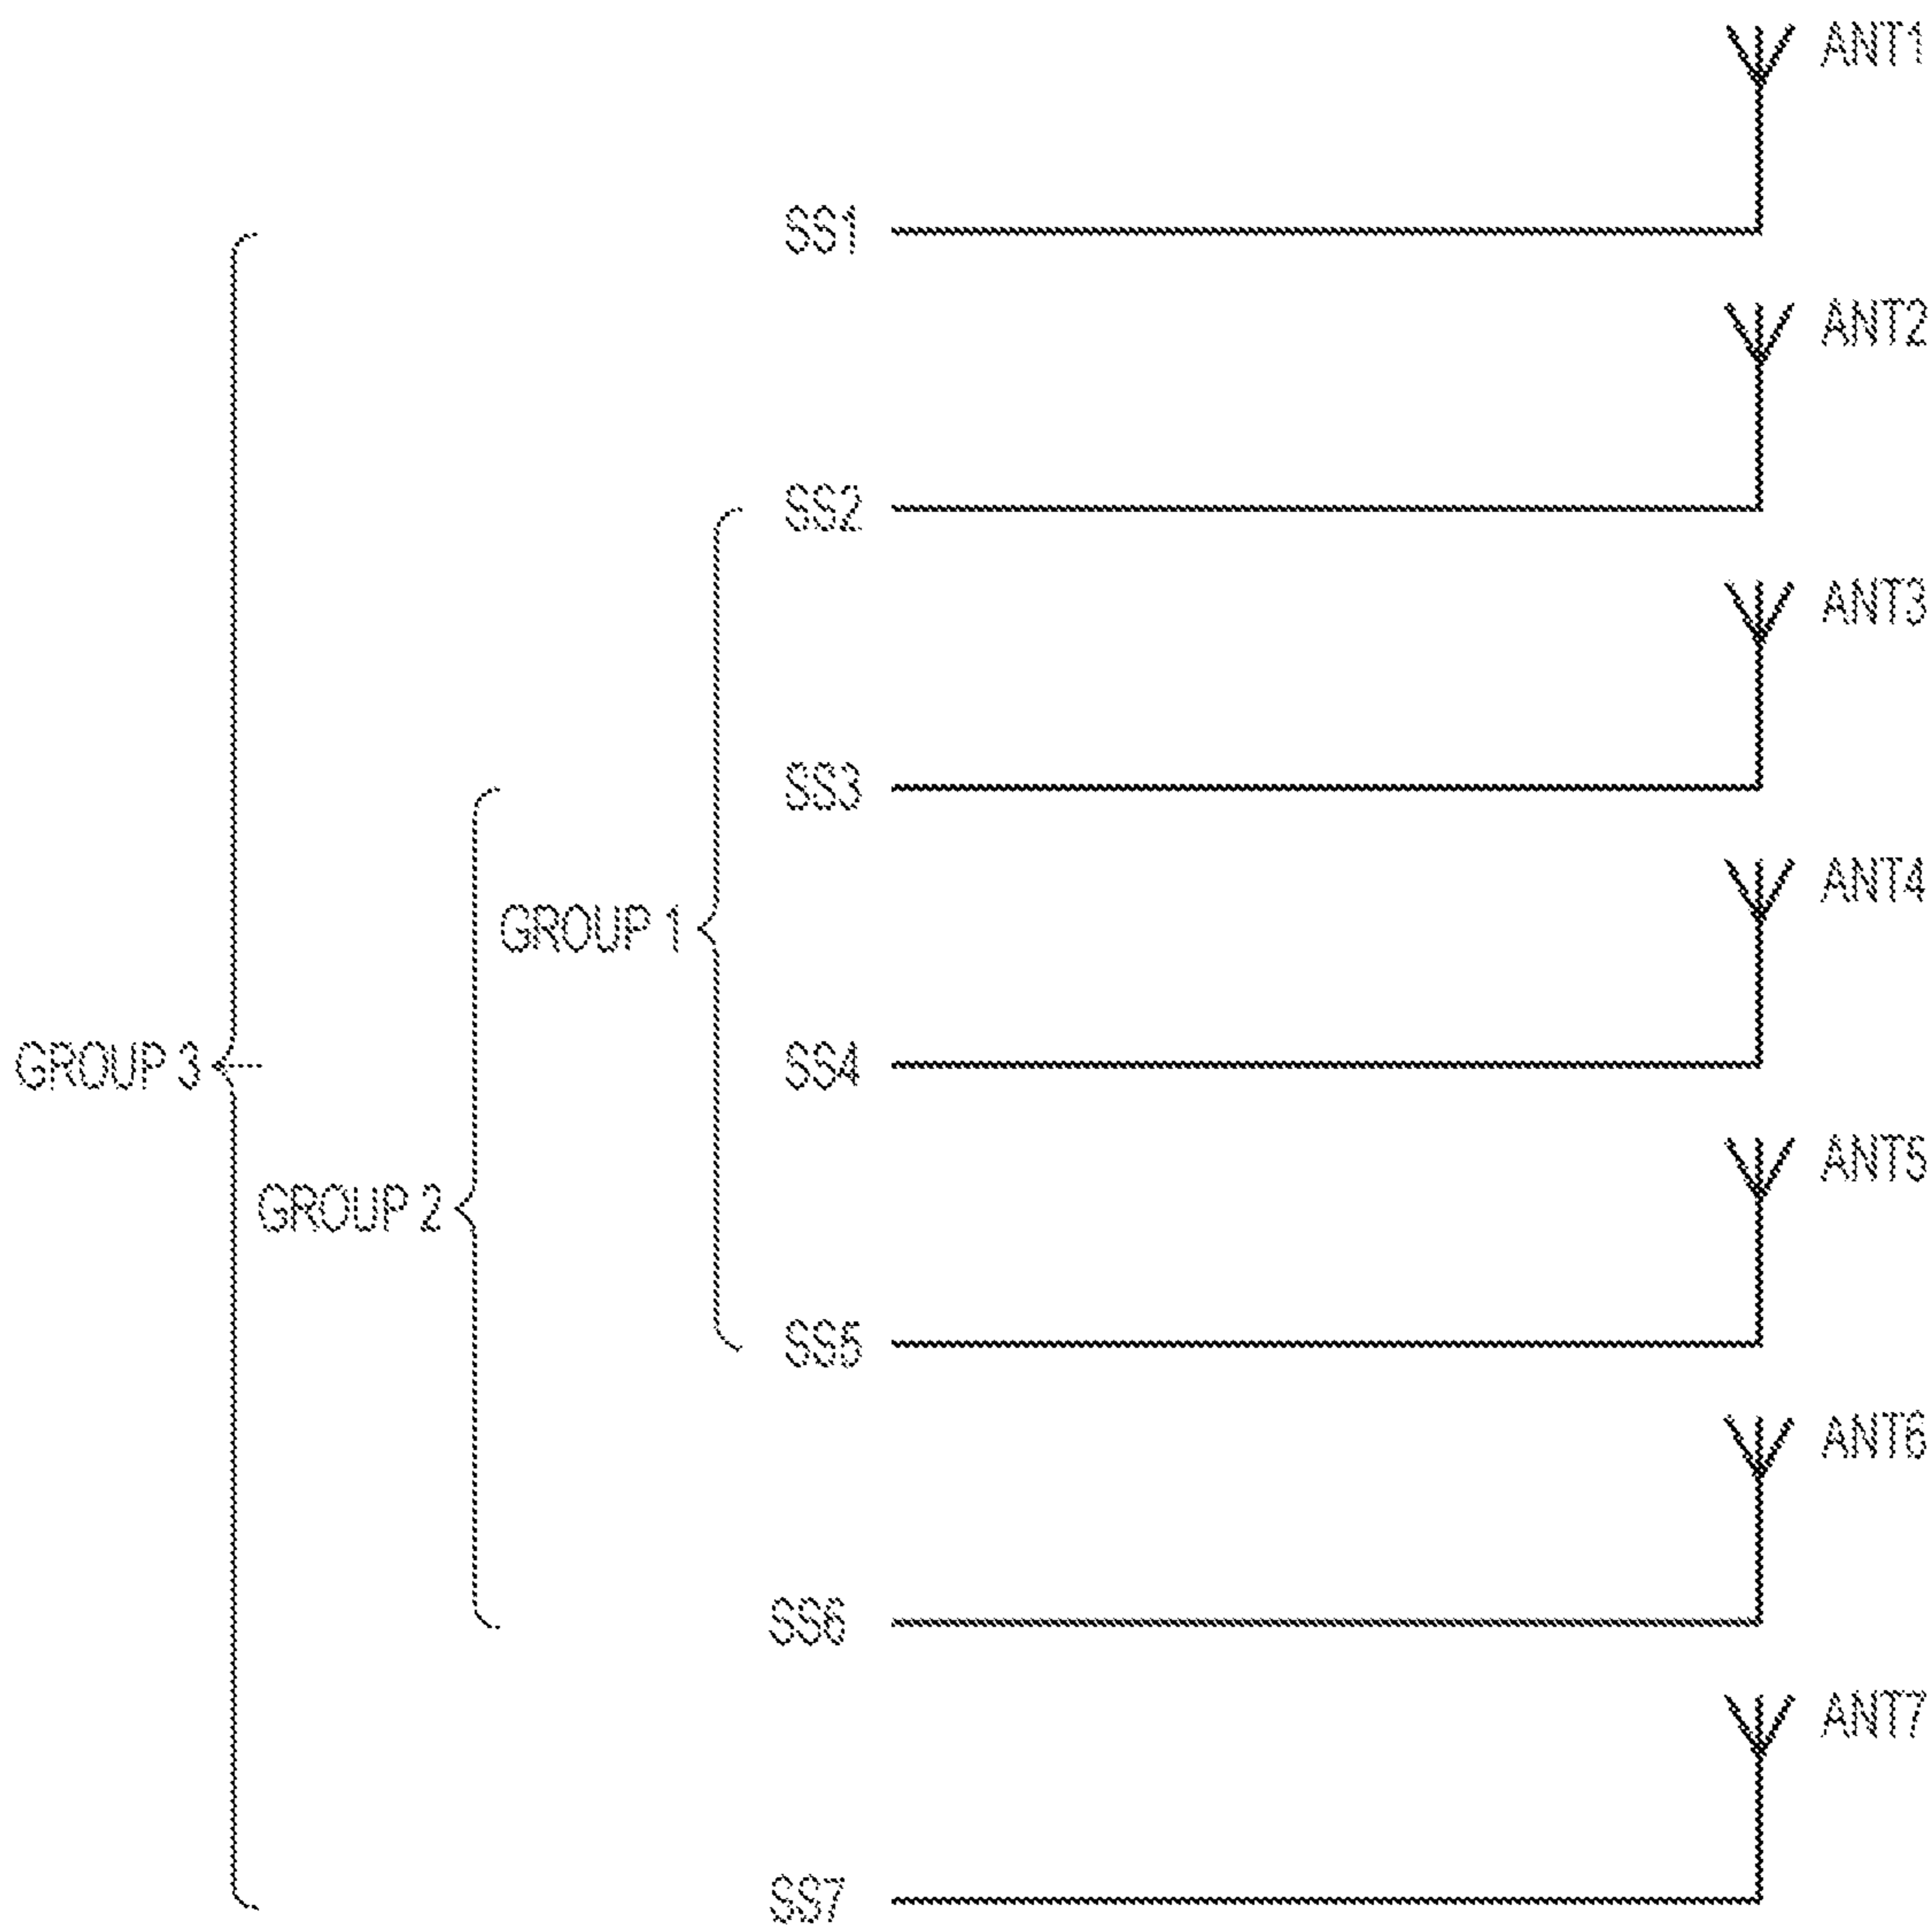 ANT1
SS1
ANT2
SS2
ANT3
SS3
ANT4
GROUP 1
GROUP 3
SS4
ANT5
GROUP 2
SS5
ANT6
SS6
ANT7
SS7